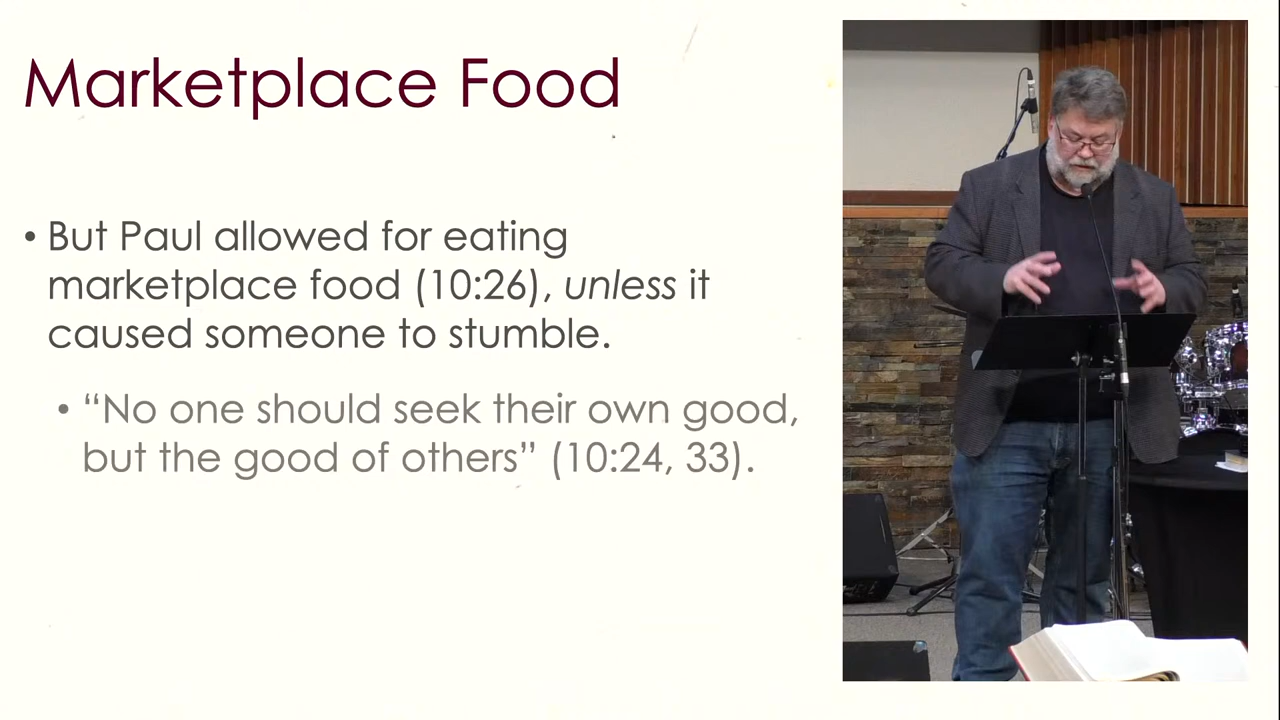 Marketplace Food
• But Paul allowed for eating
marketplace food (10:26), unless it
caused someone to stumble.
• “No one should seek their own good,
but the good of others” (10:24, 33).